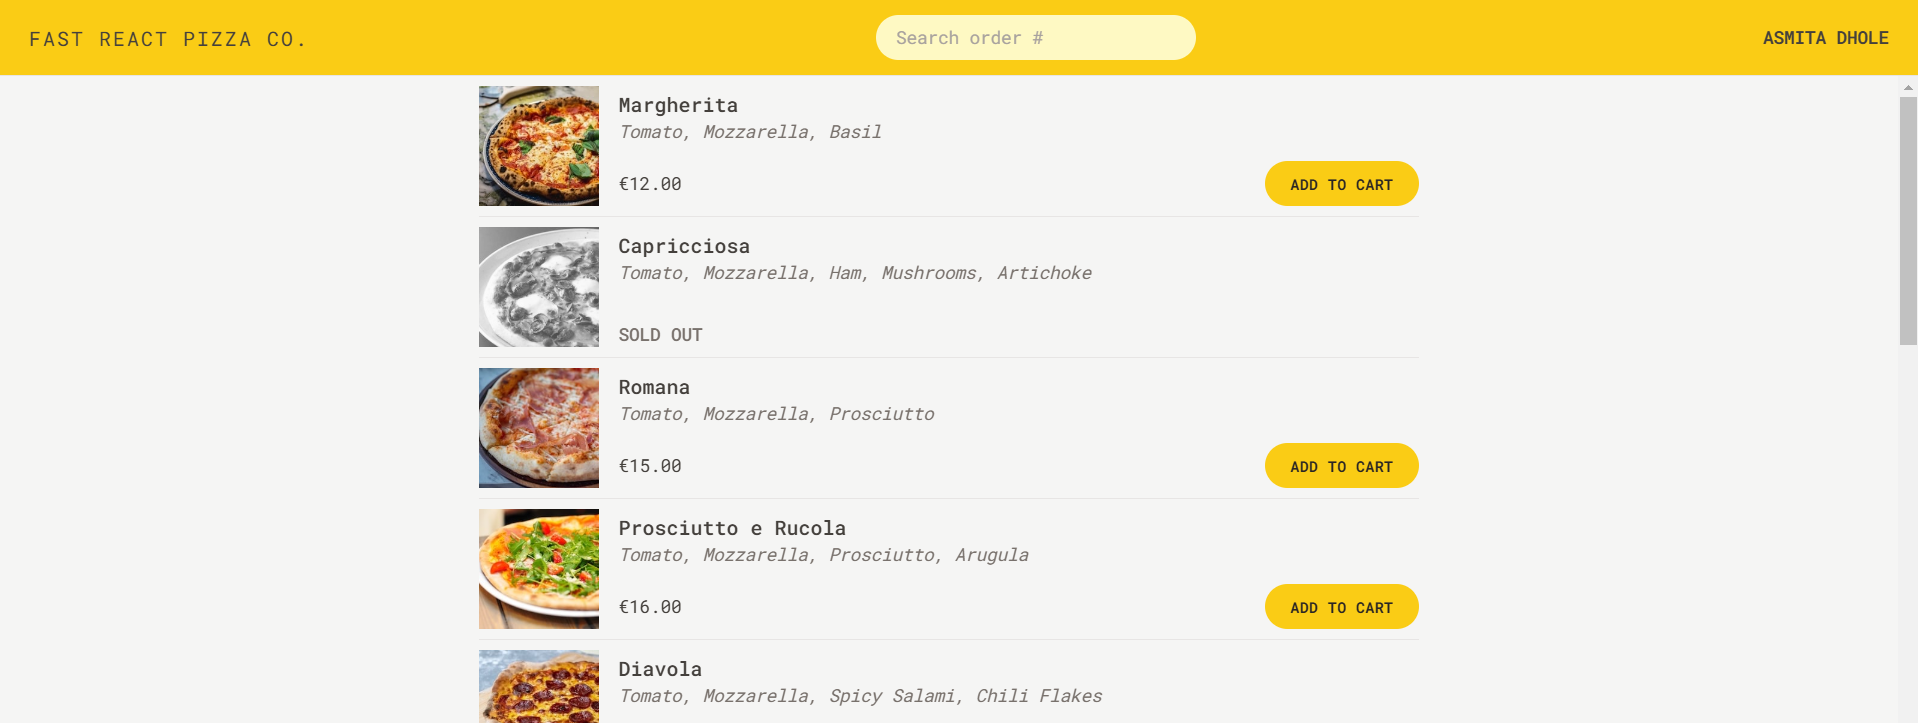 FAST REACT PIZZA CO.
Search order #
ASMITA DHOLE
Margherita
Tomato, Mozzarella, Basil
€12.00
ADD TO CART
Capricciosa
Tomato, Mozzarella, Ham, Mushrooms, Artichoke
SOLD OUT
Romana
Tomato, Mozzarella, Prosciutto
€15.00
ADD TO CART
Prosciutto e Rucola
Tomato, Mozzarella, Prosciutto, Arugula
€16.00
ADD TO CART
Diavola
Tomato, Mozzarella, Spicy Salami, Chili Flakes